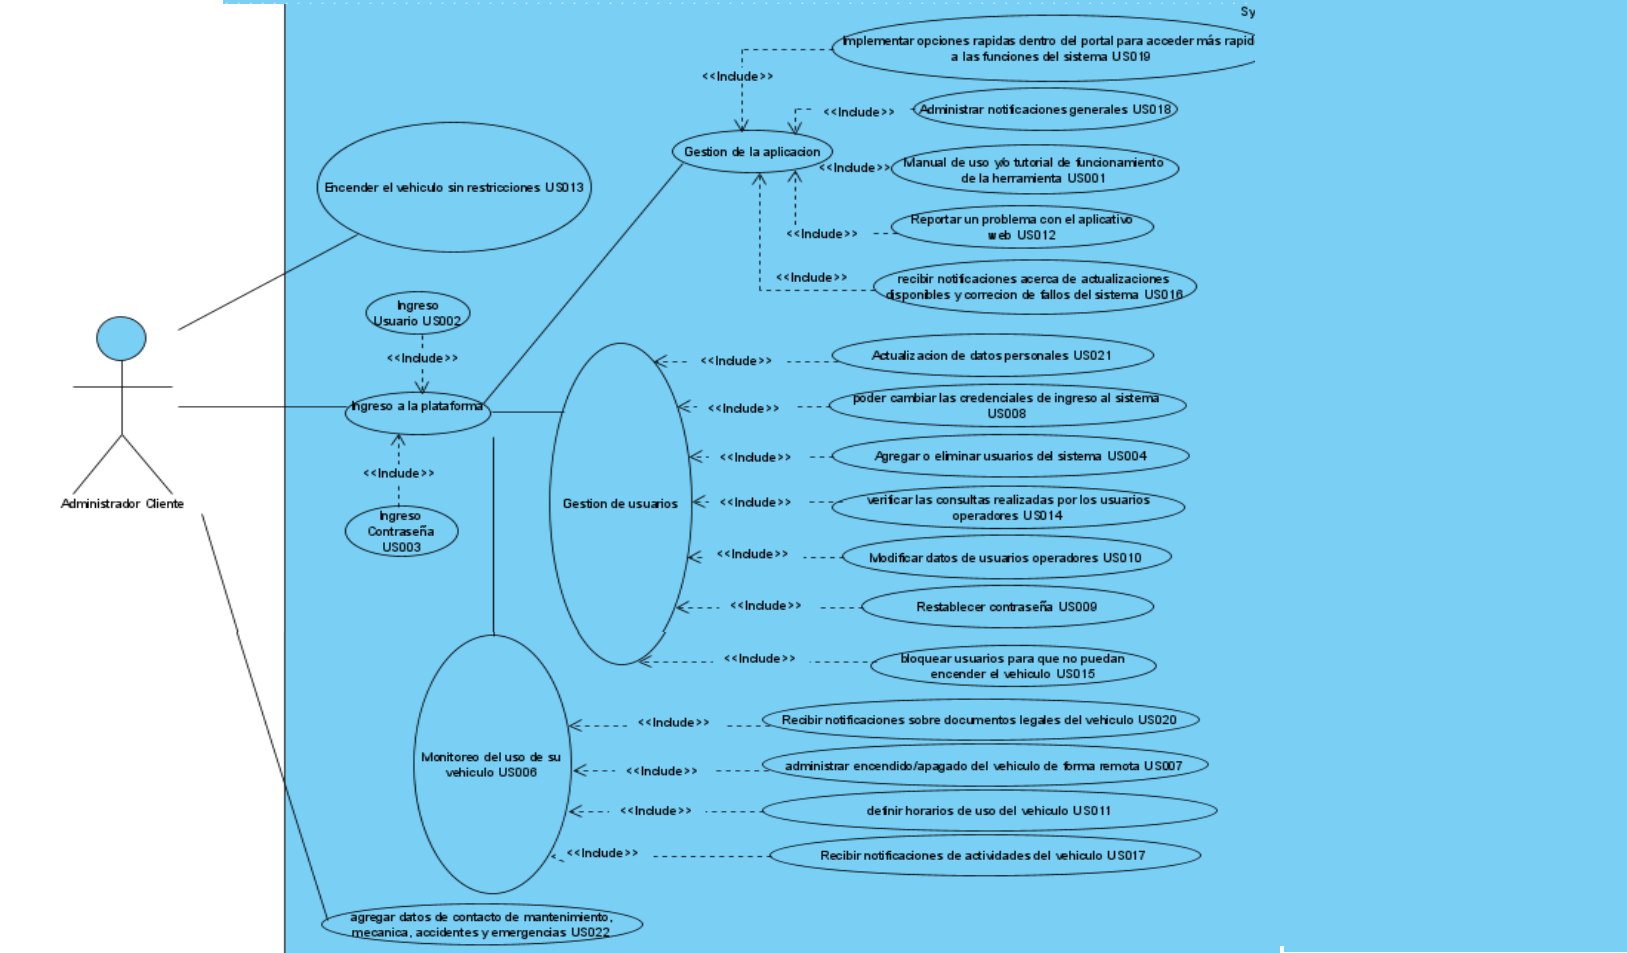 Sy
Implementar opciones rapidas dentro del portal para acceder más rapid
a las funciones del sistema US019
<<Include>>
<<Include>>
Administrar notificaciones generales US018
Gestion de la aplicacion
<<Include>>
Manual de uso y/o tutorial de funcionamiento
de la herramienta US001
Encender el vehiculo sin restricciones US013
Reportar un problema con el aplicativo
web US012
<<Include>>
<<Include>>
recibir notificaciones acerca de actualizaciones
disponibles y correcion de fallos del sistema US016
Ingreso
Usuario US002
<<Include>>
<<Include>>
Actualizacion de datos personales US021
Ingreso a la plataforma
<<Include>>
poder cambiar las credenciales de ingreso al sistema
US008
<<Include>>
Agregar o eliminar usuarios del sistema US004
<<Include>>
Administrador Cliente
Ingreso
Contraseña
US003
Gestion de usuarios
<<Include>>
verificar las consultas realizadas por los usuarios
operadores US014
<<Include>>
Modificar datos de usuarios operadores US010
<<Include>>
Restablecer contraseña US009
<<Include>>
bloquear usuarios para que no puedan
encender el vehiculo US015
<<Include>>
Recibir notificaciones sobre documentos legales del vehiculo US020
Monitoreo del uso de su
vehiculo US006
<<Include>>
administrar encendido/apagado del vehiculo de forma remota US007
<<Include>>
definir horarios de uso del vehiculo US011
<<Include>>
Recibir notificaciones de actividades del vehiculo US017
agregar datos de contacto de mantenimiento,
mecanica, accidentes y emergencias US022